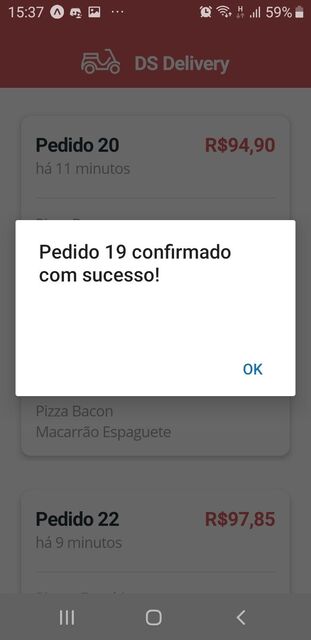 15:37
59%
DS Delivery
Pedido 20 R$94,90
há 11 minutos
Pedido 19 confirmado
com sucesso!
OK
Pizza Bacon
Macarrão Espaguete
Pedido 22 R$97,85
há 9 minutos